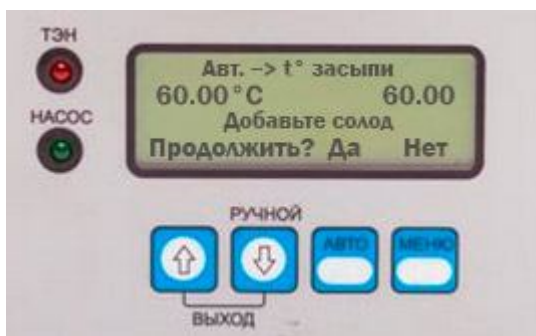 ТЭН
НАСОС
Авт. –> t° засыпи
60.00°C 60.00
Добавьте солод
Продолжить? Да Нет
РУЧНОЙ
АВТО МЕНЮ
ВЫХОД